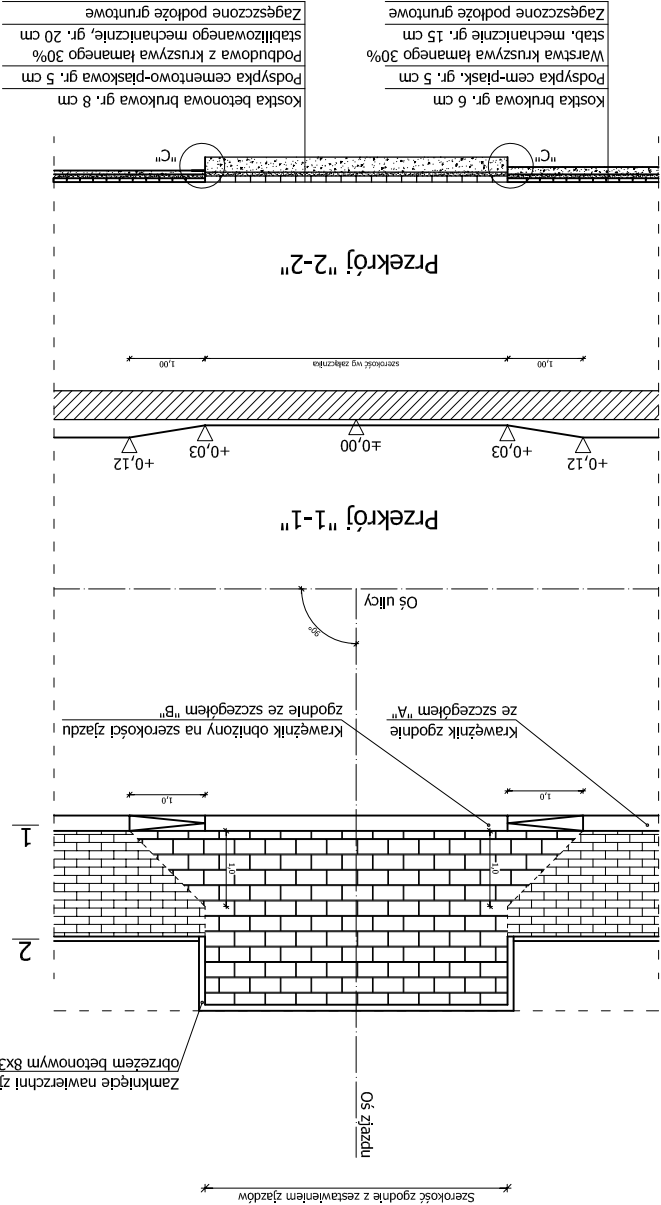 Szerokość zgodnie z zestawieniem zjazdów
Oś zjazdu
Zamknięcie nawierzchni
obrzeżem betonowym
2
1
1,0
1,0
1,0
1,0
Krawężnik zgodnie
ze szczegółem "A"
Krawężnik obniżony na szerokości zjazdu
zgodnie ze szczegółem "B"
90°
Oś ulicy
Przekrój "1-1"
+0,12
+0,03
±0,00
+0,03
+0,12
1,00
szerokość wg załącznika
1,00
Przekrój "2-2"
"C"
"C"
Kostka brukowa gr. 6 cm
Podsypka cem-piask. gr. 5 cm
Warstwa kruszywa łamanego 30%
stab. mechanicznie gr. 15 cm
Zagęszczone podłoże gruntowe
Kostka betonowa brukowa gr. 8 cm
Podsypka cementowo-piaskowa gr. 5 cm
Podbudowa z kruszywa łamanego 30%
stabilizowanego mechanicznie, gr. 20 cm
Zagęszczone podłoże gruntowe